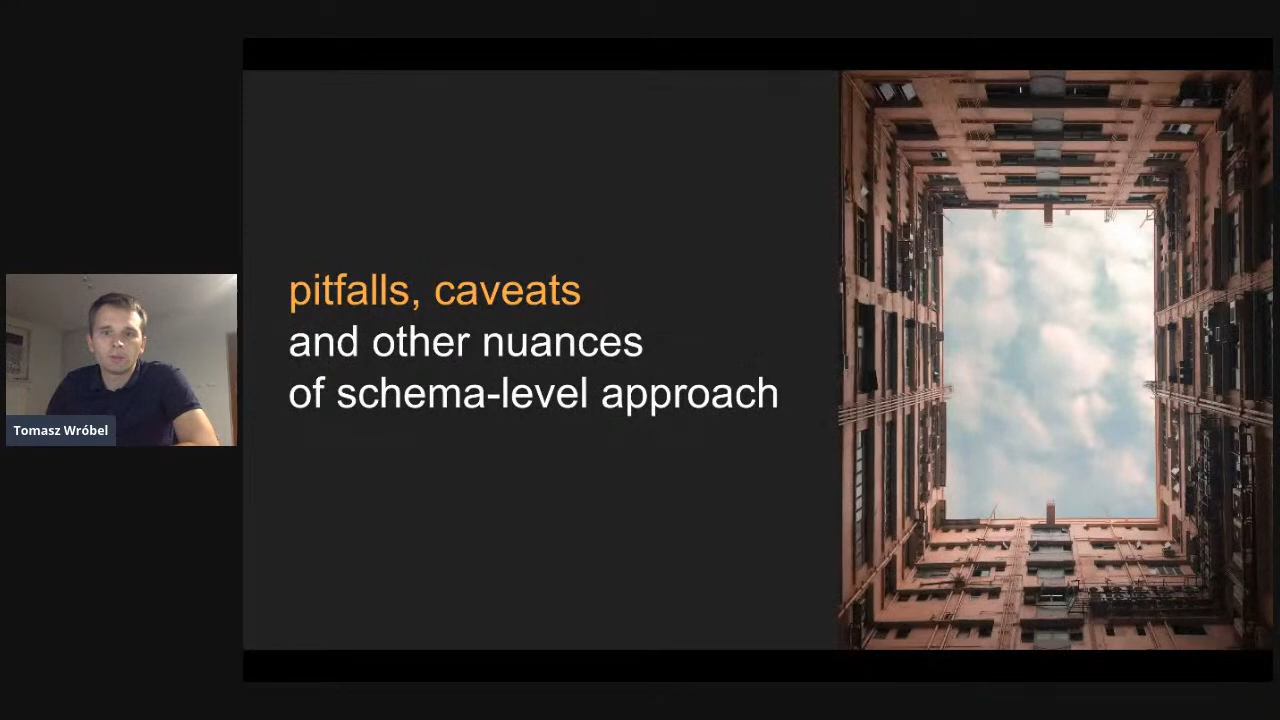 pitfalls, caveats
and other nuances
of schema-level approach
Tomasz Wróbel